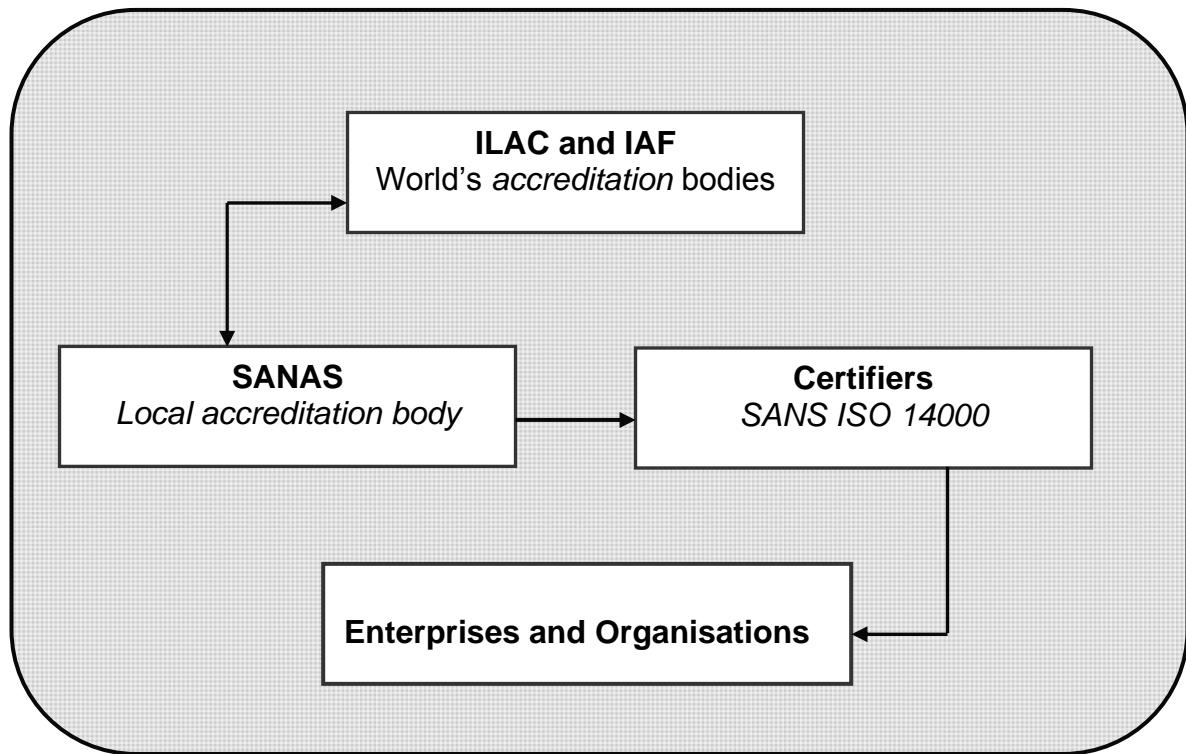 ILAC and IAF
World’s accreditation bodies
SANAS
Local accreditation body
Certifiers
SANS ISO 14000
Enterprises and Organisations